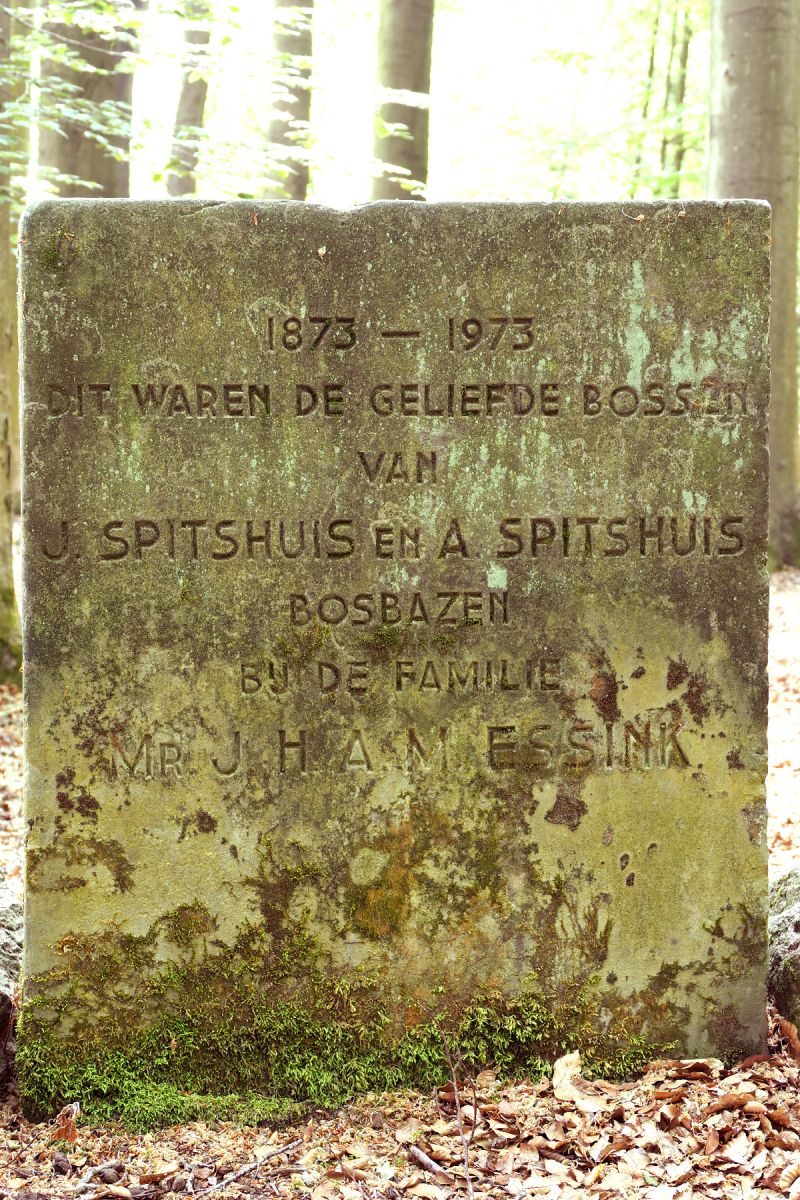 1873 — 1973
DIT WAREN DE GELIEFDE BOSSEN
VAN
J. SPITSHUIS EN A. SPITSHUIS
BOSBAZEN
BIJ DE FAMILIE
MR J H A M ESSINK